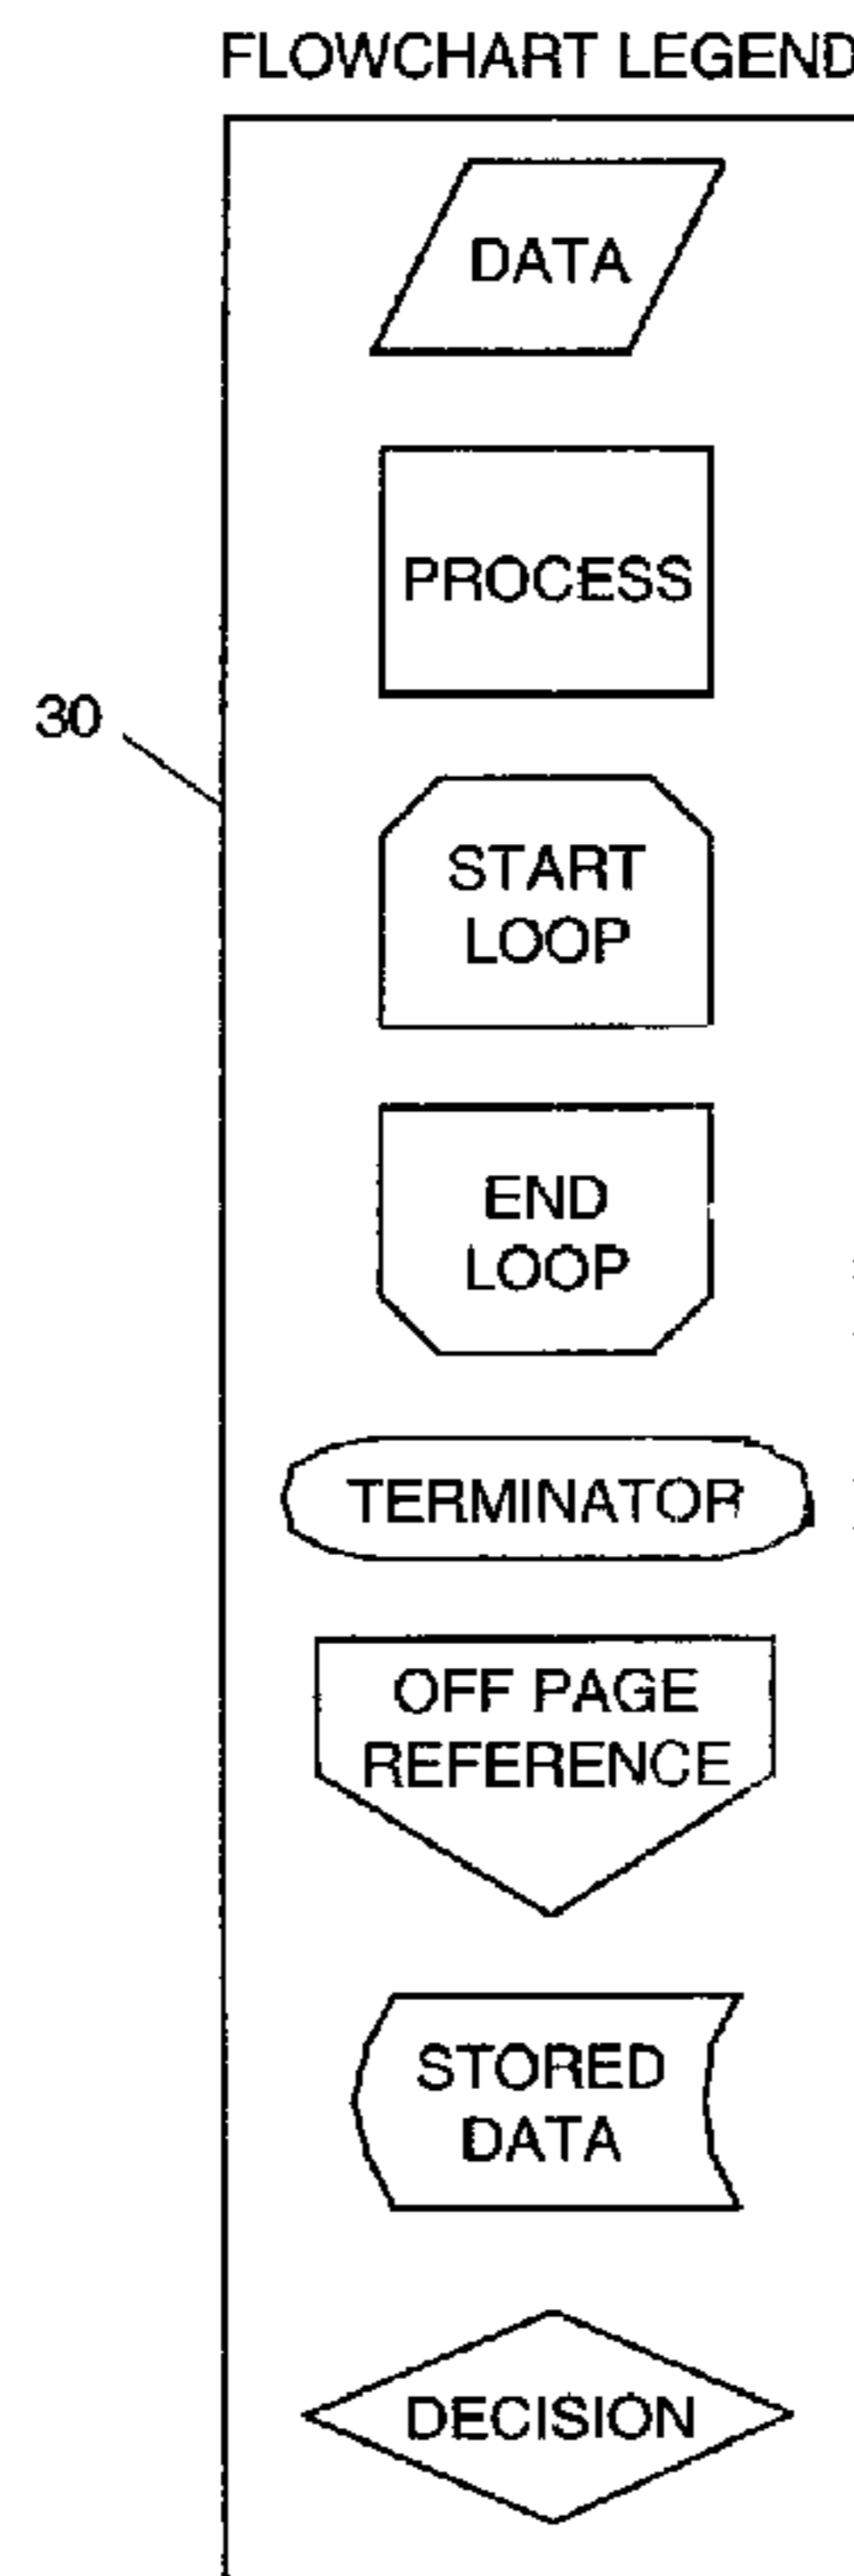 FLOWCHART LEGEND
DATA
PROCESS
30
START
LOOP
END
LOOP
TERMINATOR
OFF PAGE
REFERENCE
STORED
DATA
DECISION